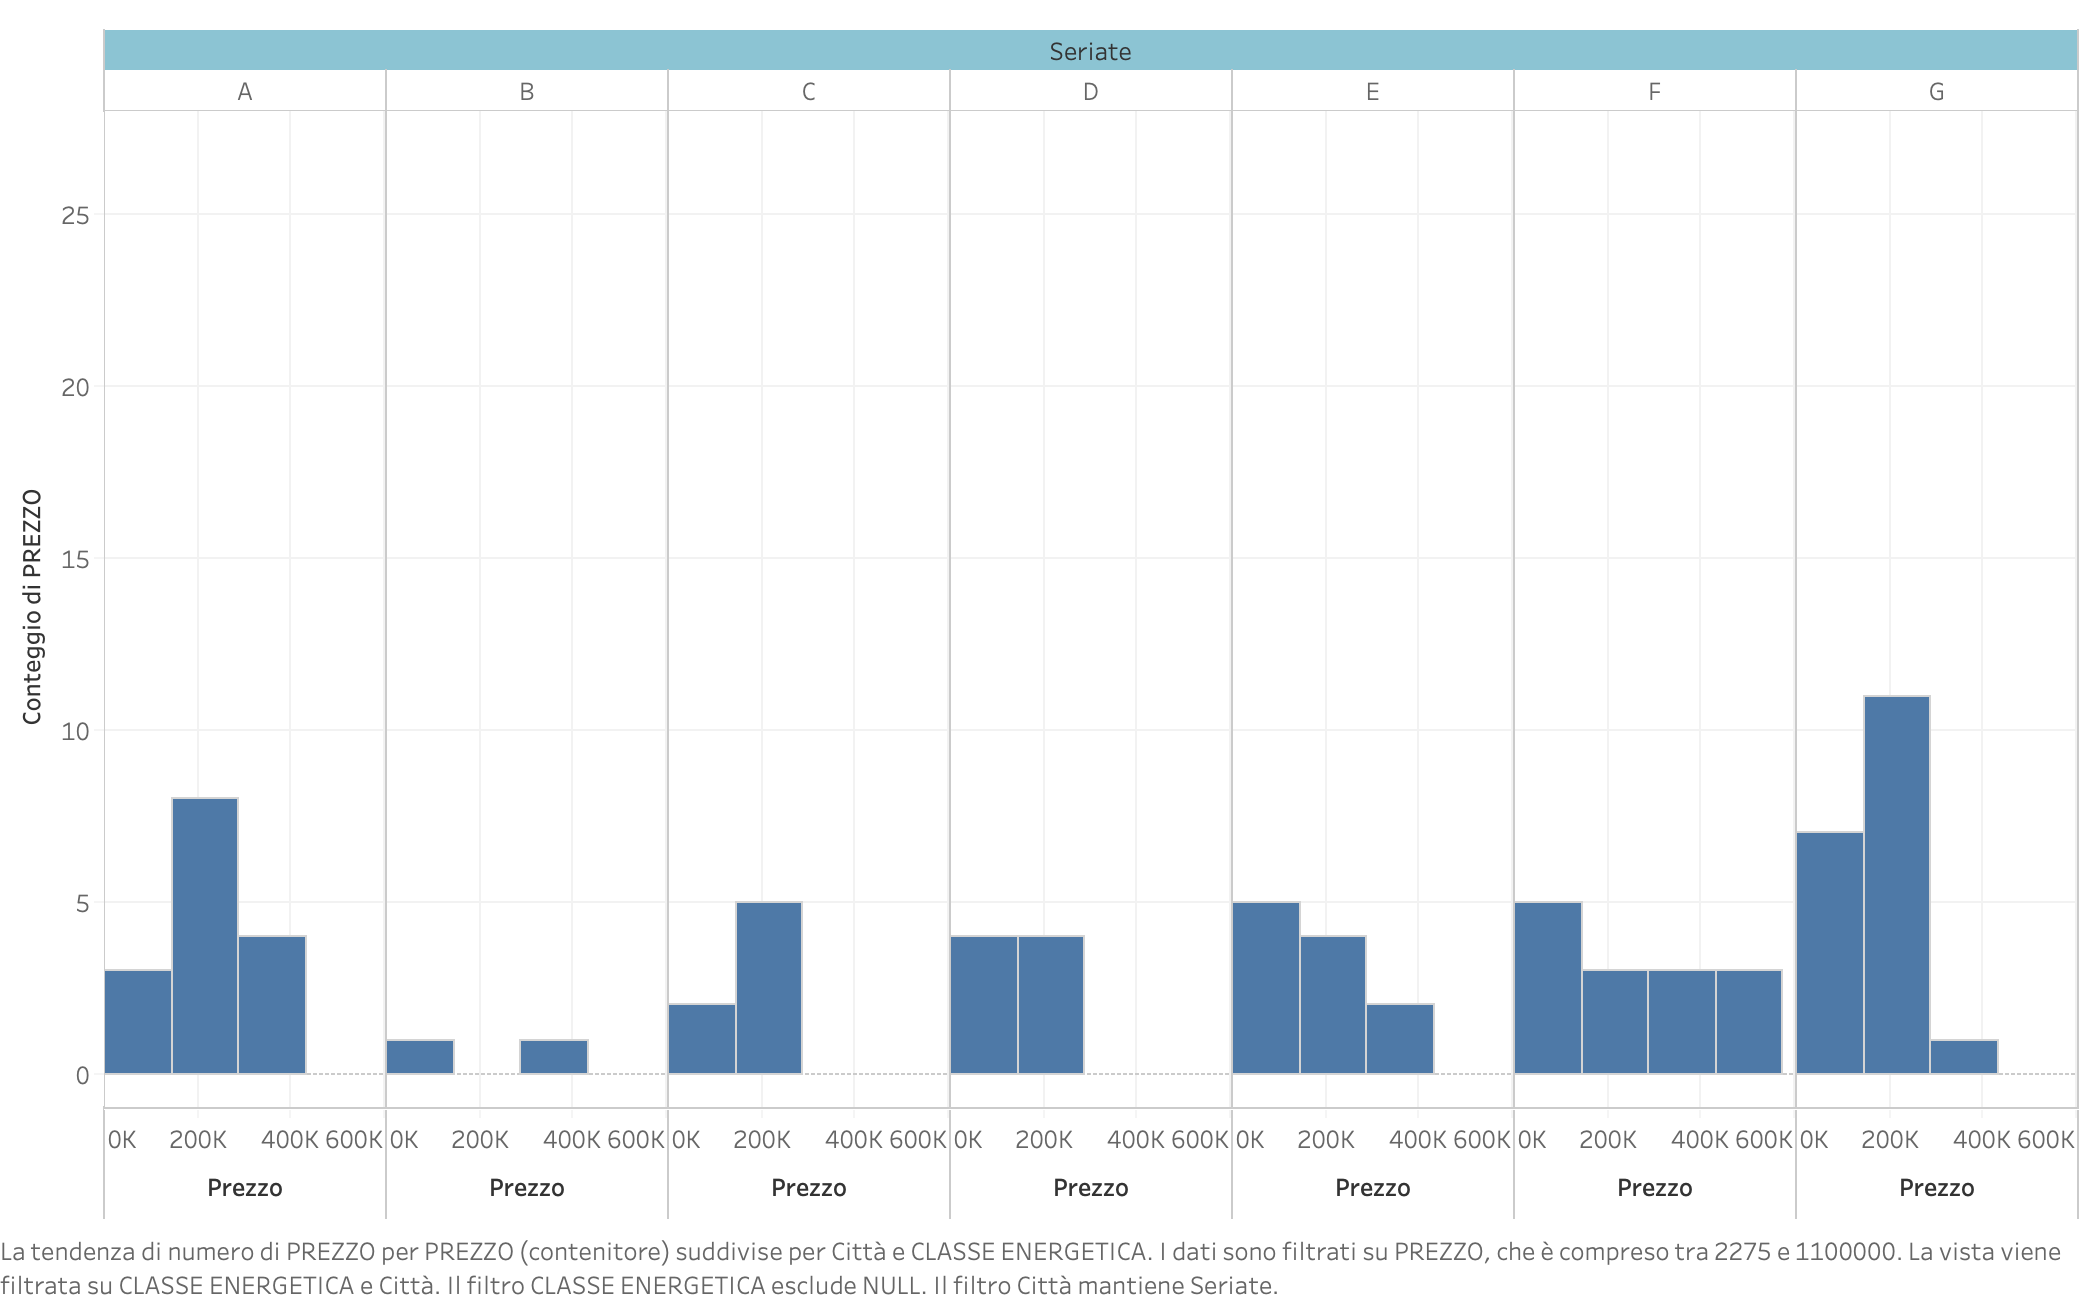 Seriate
A B C D E F G
25
20
15
10
5
0
Conteggio di PREZZO
0K 200K 400K 600K 0K 200K 400K 600K 0K 200K 400K 600K 0K 200K 400K 600K 0K 200K 400K 600K 0K 200K 400K 600K 0K 200K 400K 600K
Prezzo Prezzo Prezzo Prezzo Prezzo Prezzo Prezzo
La tendenza di numero di PREZZO per PREZZO (contenitore) suddivise per Città e CLASSE ENERGETICA. I dati sono filtrati su PREZZO, che è compreso tra 2275 e 1100000. La vista viene
filtrata su CLASSE ENERGETICA e Città. Il filtro CLASSE ENERGETICA esclude NULL. Il filtro Città mantiene Seriate.